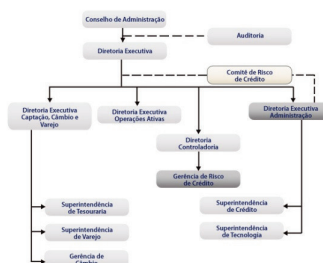 Conselho de Administração
Auditoria
Diretoria Executiva
Comitê de Risco
de Crédito
Diretoria Executiva
Captação, Câmbio e
Varejo
Diretoria Executiva
Operações Ativas
Diretoria Executiva
Administração
Diretoria
Controladoria
Gerência de Risco
de Crédito
Superintendência
de Tesouraria
Superintendência
de Crédito
Superintendência
de Varejo
Superintendência
de Tecnologia
Gerência de
Câmbio